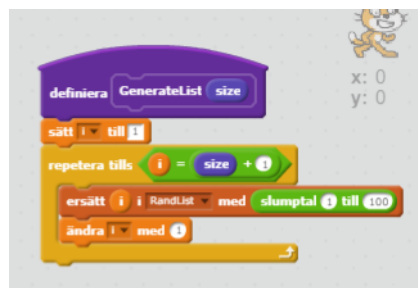 x: 0
y: 0
definiera GenerateList size
sätt i till 1
repetera tills i = size + 1
ersätt i i RandList med slumptal 1 till 100
ändra i med 1